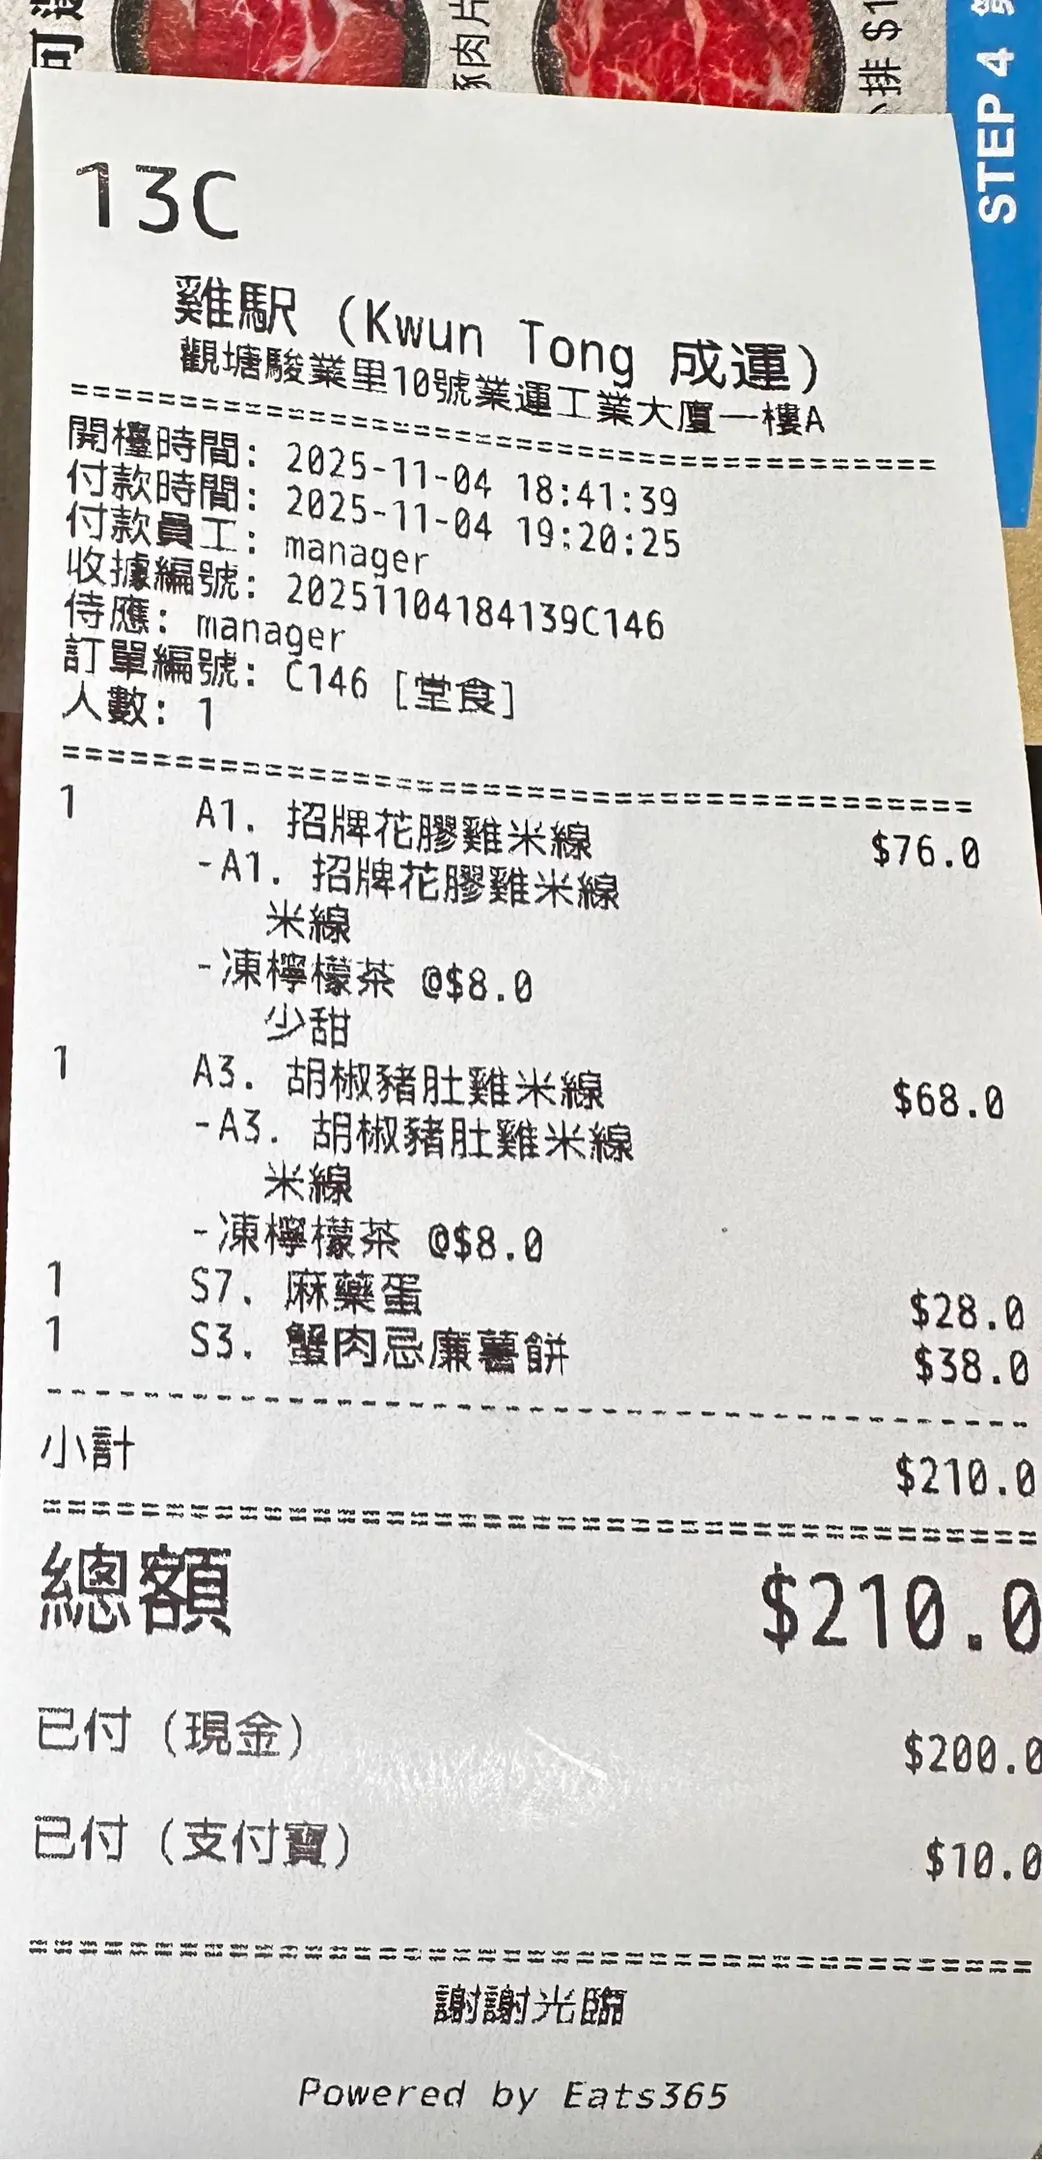 阿
豚肉片
小排 $1
STEP 4
13C
雞駅 (Kwun Tong 成運)
觀塘駿業里10號業運工業大廈一樓A
開檯時間: 2025-11-04 18:41:39
付款時間: 2025-11-04 19:20:25
付款員工: manager
收據編號: 20251104184139C146
侍應: manager
訂單編號: C146 [堂食]
人數: 1
1 A1. 招牌花膠雞米線 $76.0
-A1. 招牌花膠雞米線
米線
-凍檸檬茶 @$8.0
少甜
1 A3. 胡椒豬肚雞米線 $68.0
-A3. 胡椒豬肚雞米線
米線
-凍檸檬茶 @$8.0
1 S7. 麻藥蛋 $28.0
1 S3. 蟹肉忌廉薯餅 $38.0
小計 $210.0
總額 $210.0
已付 (現金) $200.0
已付 (支付寶) $10.0
謝謝光臨
Powered by Eats365